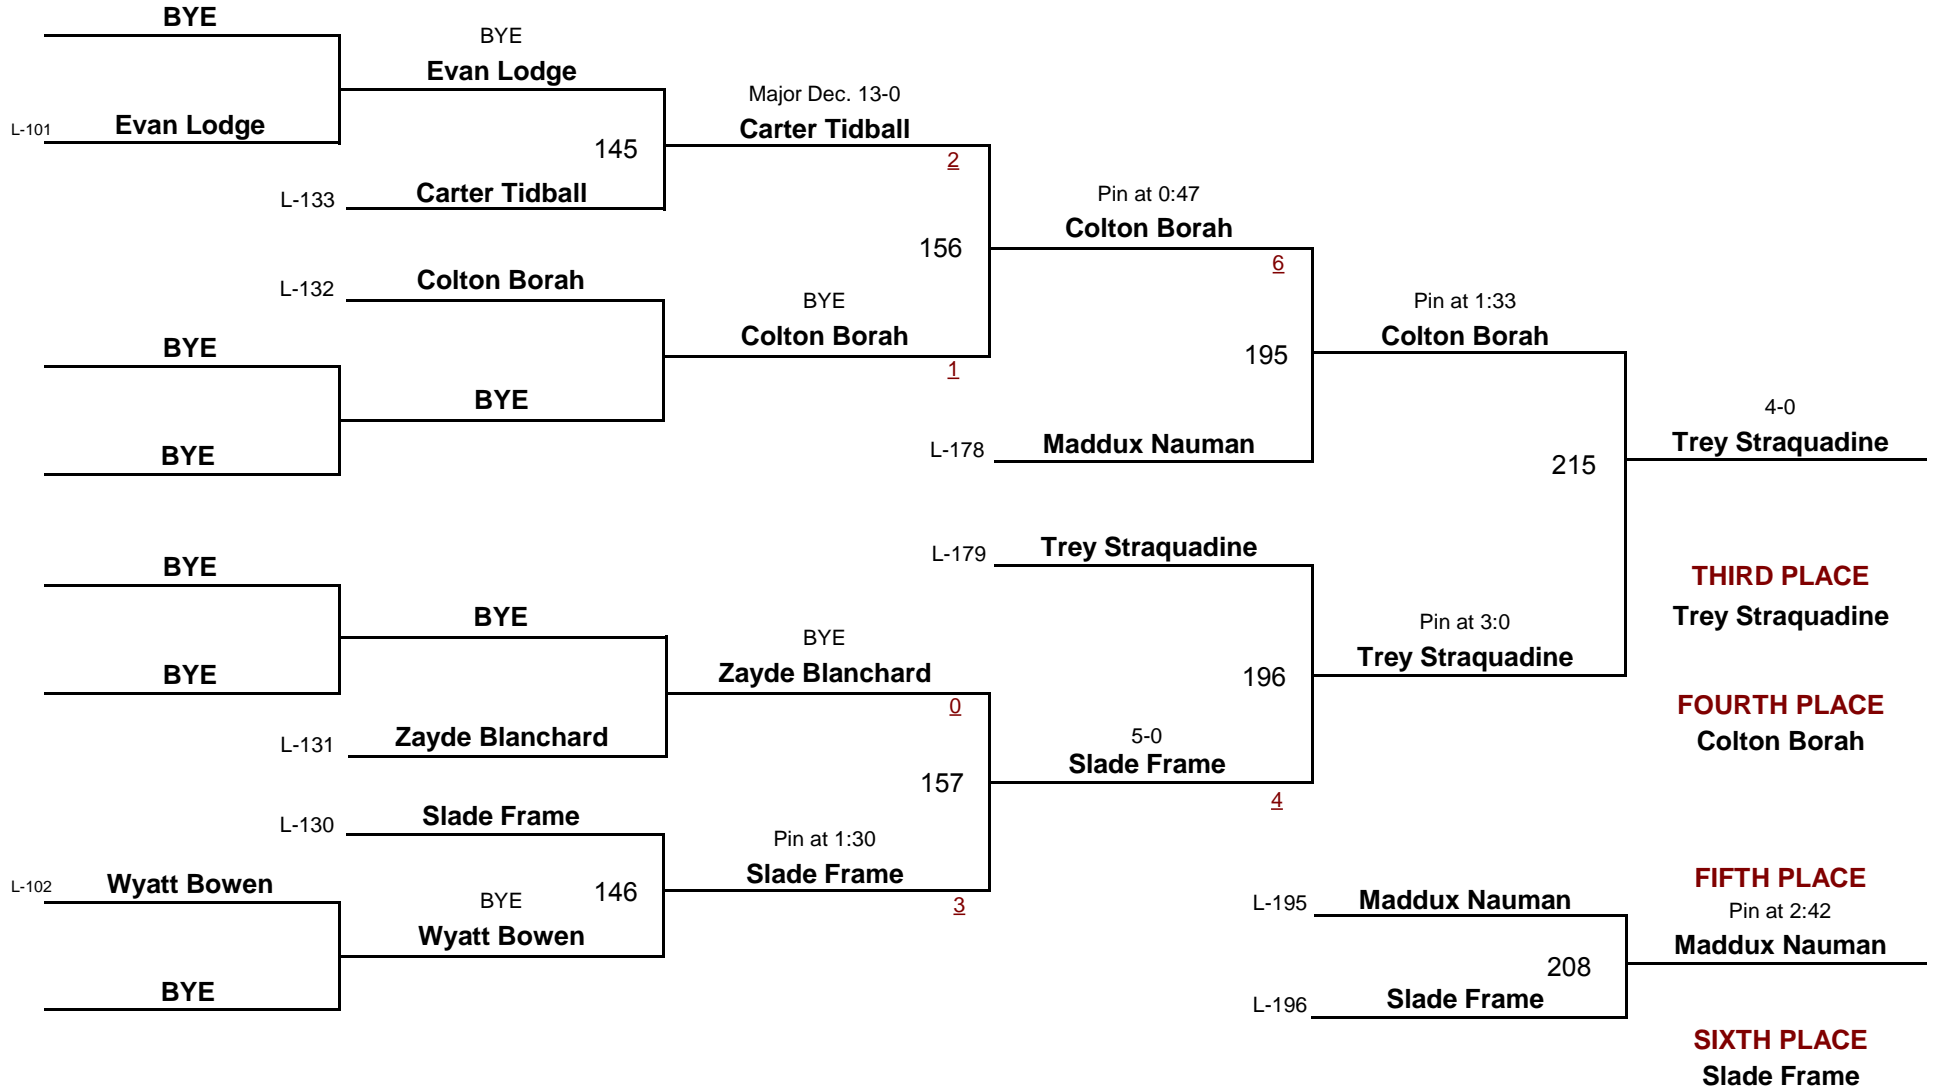 BYE
BYE
Evan Lodge
L-101 Evan Lodge
Major Dec. 13-0
Carter Tidball
145
2
L-133 Carter Tidball
Pin at 0:47
Colton Borah
156
6
L-132 Colton Borah
BYE
Colton Borah
1
Pin at 1:33
Colton Borah
BYE
195
BYE
4-0
Trey Straquadine
BYE
L-178 Maddux Nauman
215
L-179 Trey Straquadine
BYE
THIRD PLACE
Trey Straquadine
BYE
BYE
Zayde Blanchard
0
Pin at 3:0
Trey Straquadine
BYE
196
FOURTH PLACE
Colton Borah
L-131 Zayde Blanchard
5-0
Slade Frame
157
4
L-130 Slade Frame
Pin at 1:30
Slade Frame
3
L-102 Wyatt Bowen
146
BYE
Wyatt Bowen
BYE
FIFTH PLACE
L-195 Maddux Nauman
Pin at 2:42
Maddux Nauman
208
L-196 Slade Frame
SIXTH PLACE
Slade Frame